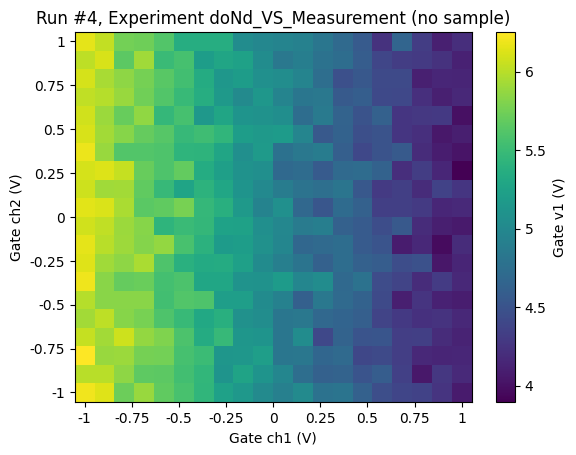 Run #4, Experiment doNd_VS_Measurement (no sample)
1
0.75
0.5
0.25
0
-0.25
-0.5
-0.75
-1
Gate ch2 (V)
-1 -0.75 -0.5 -0.25 0 0.25 0.5 0.75 1
Gate ch1 (V)
6
5.5
5
4.5
4
Gate v1 (V)